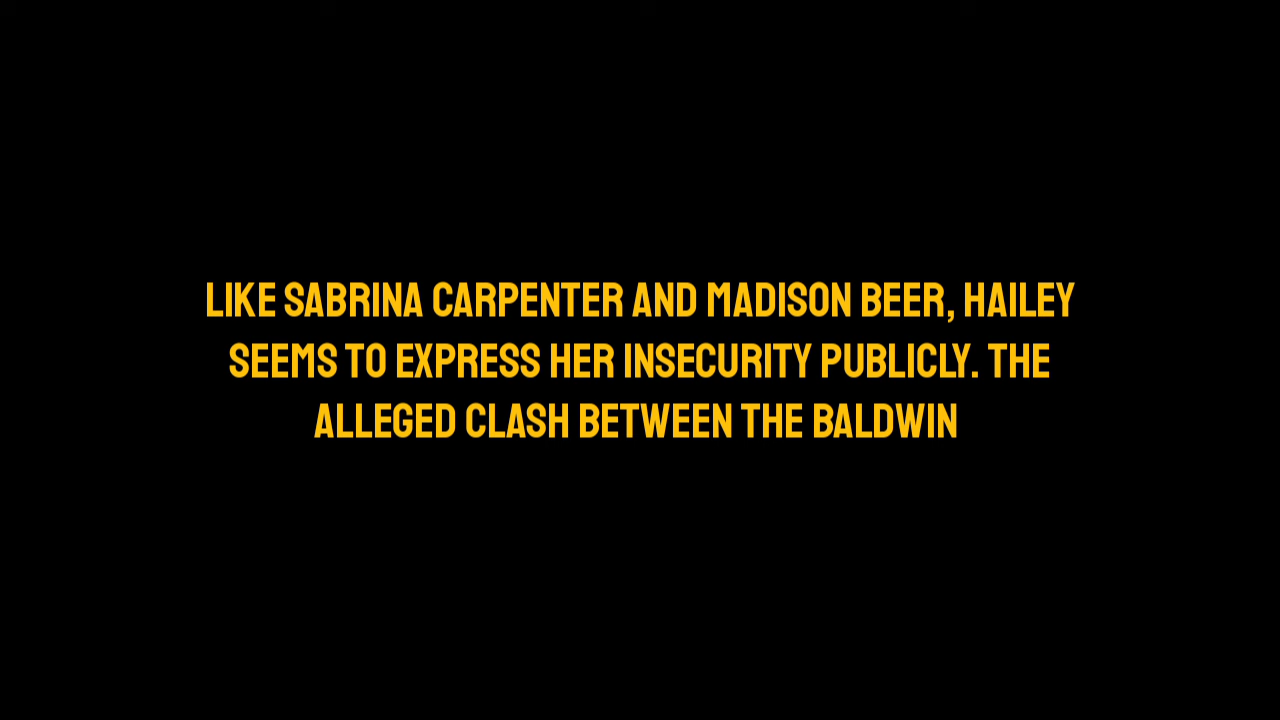 LIKE SABRINA CARPENTER AND MADISON BEER, HAILEY
SEEMS TO EXPRESS HER INSECURITY PUBLICLY. THE
ALLEGED CLASH BETWEEN THE BALDWIN